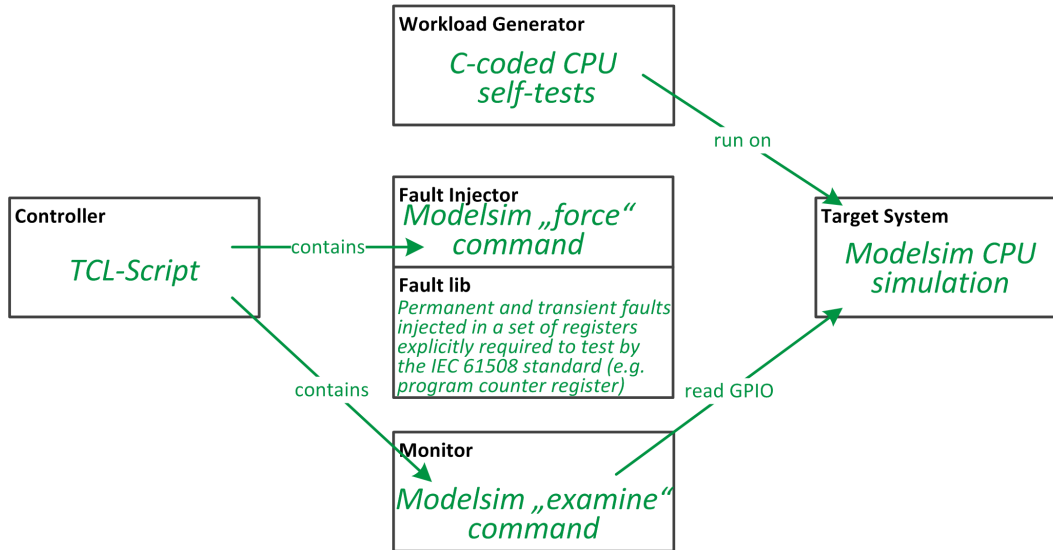 Workload Generator
C-coded CPU
self-tests
run on
Controller
TCL-Script
contains
contains
Fault Injector
Modelsim „force“
command
Fault lib
Permanent and transient faults
injected in a set of registers
explicitly required to test by
the IEC 61508 standard (e.g.
program counter register)
Target System
Modelsim CPU
simulation
read GPIO
Monitor
Modelsim „examine“
command